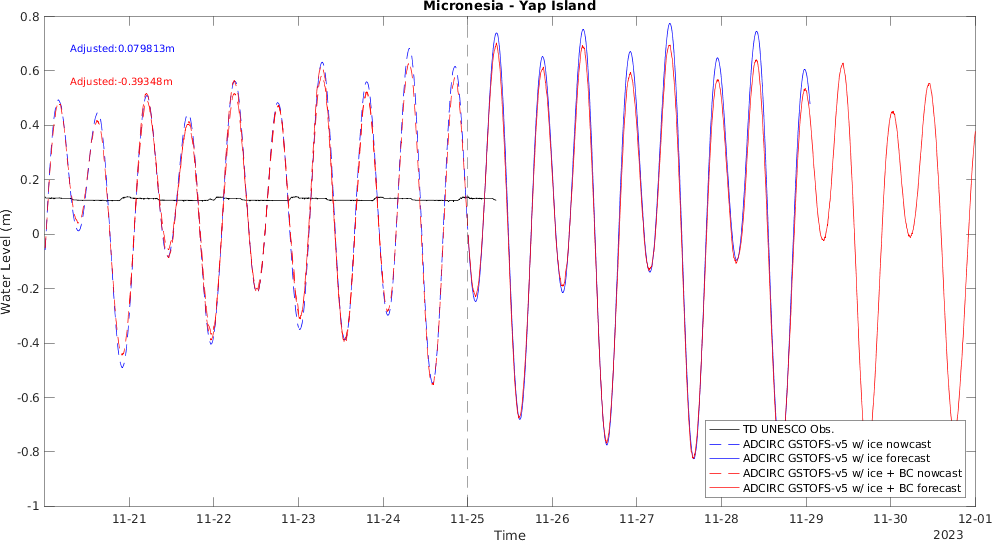 Micronesia - Yap Island
Adjusted:0.079813m
Adjusted:-0.39348m
Water Level (m)
0.8
0.6
0.4
0.2
0
-0.2
-0.4
-0.6
-0.8
-1
TD UNESCO Obs.
ADCIRC GSTOFS-v5 w/ ice nowcast
ADCIRC GSTOFS-v5 w/ ice forecast
ADCIRC GSTOFS-v5 w/ ice + BC nowcast
ADCIRC GSTOFS-v5 w/ ice + BC forecast
11-21 11-22 11-23 11-24 11-25 11-26 11-27 11-28 11-29 11-30 12-01
Time
2023